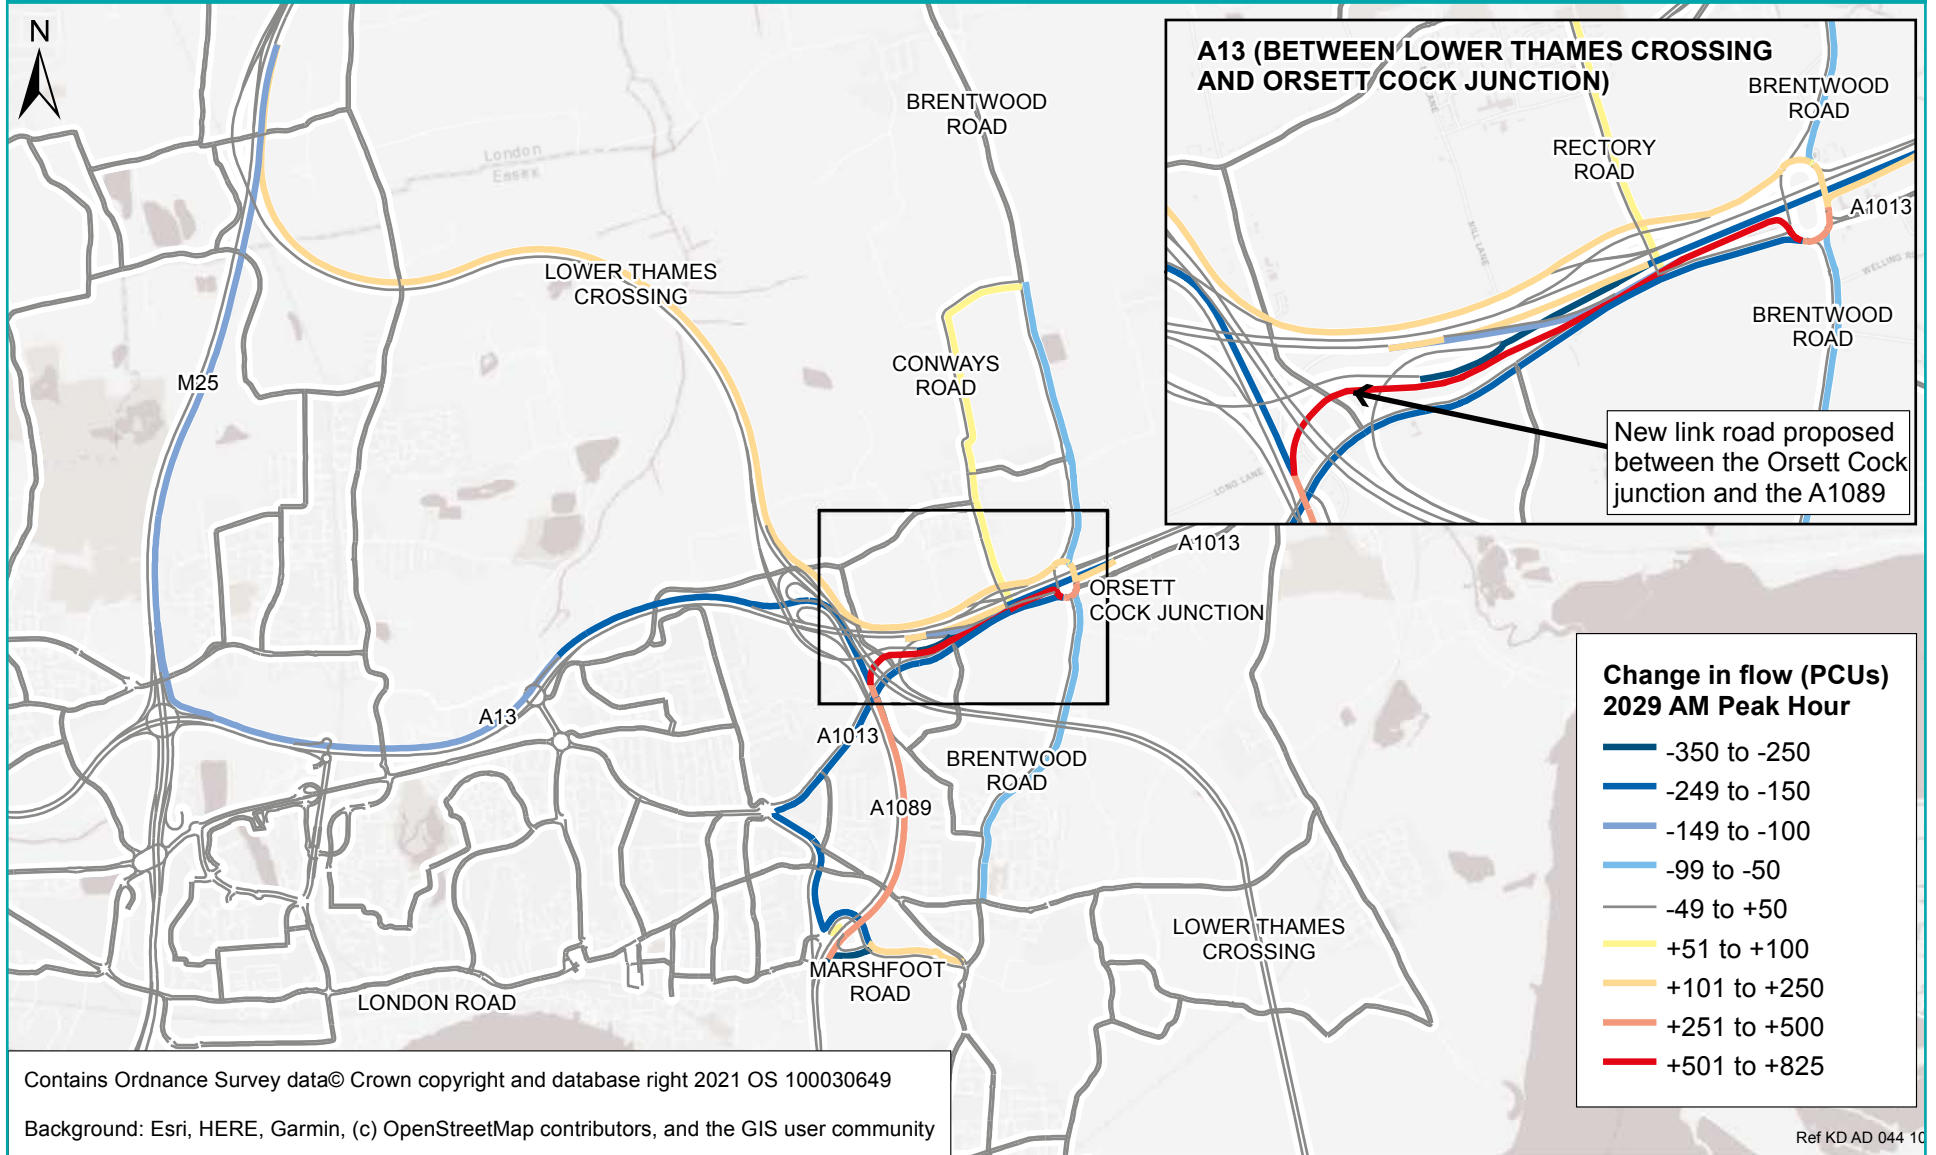 N
BRENTWOOD
ROAD
London
Essex
LOWER THAMES
CROSSING
M25
CONWAYS
ROAD
A1013
ORSETT
COCK JUNCTION
A13
A1013
BRENTWOOD
ROAD
A1089
LOWER THAMES
CROSSING
MARSHFOOT
ROAD
LONDON ROAD
A13 (BETWEEN LOWER THAMES CROSSING
AND ORSETT COCK JUNCTION)
BRENTWOOD
ROAD
RECTORY
ROAD
A1013
MILL LANE
BRENTWOOD
ROAD
LONG LANE
New link road proposed
between the Orsett Cock
junction and the A1089
Change in flow (PCUs)
2029 AM Peak Hour
-350 to -250
-249 to -150
-149 to -100
-99 to -50
-49 to +50
+51 to +100
+101 to +250
+251 to +500
+501 to +825
Contains Ordnance Survey data© Crown copyright and database right 2021 OS 100030649
Background: Esri, HERE, Garmin, (c) OpenStreetMap contributors, and the GIS user community
Ref KD AD 044 10